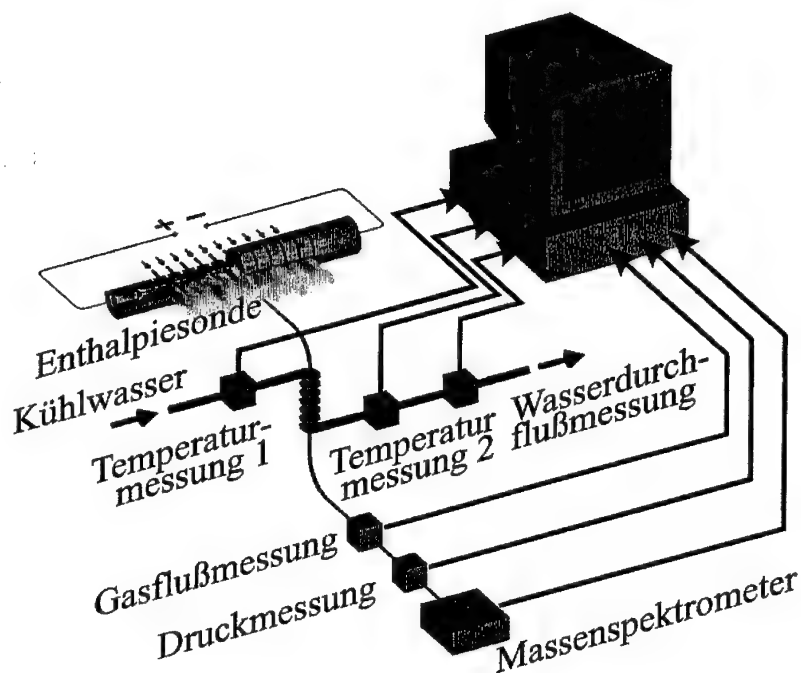 + −
Enthalpiesonde
Kühlwasser
Temperatur-
messung 1
Temperatur
messung 2
Wasserdurch-
flußmessung
Gasflußmessung
Druckmessung
Massenspektrometer